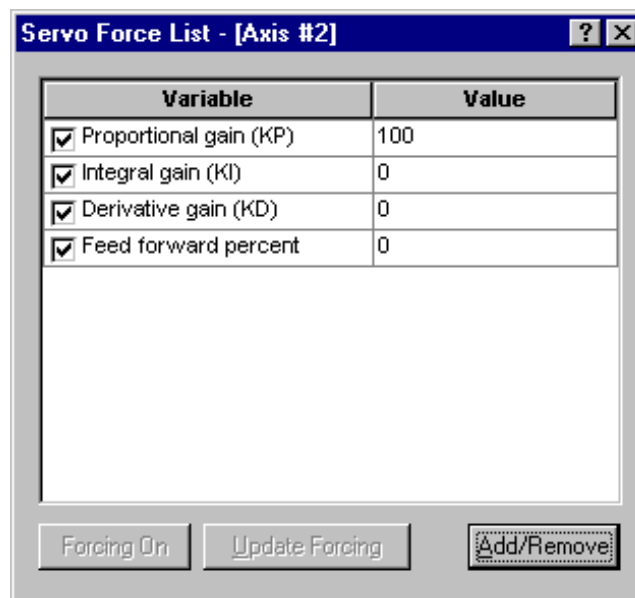 Servo Force List - [Axis #2]
Variable Value
Proportional gain (KP) 100
Integral gain (KI) 0
Derivative gain (KD) 0
Feed forward percent 0
Forcing On Update Forcing Add/Remove